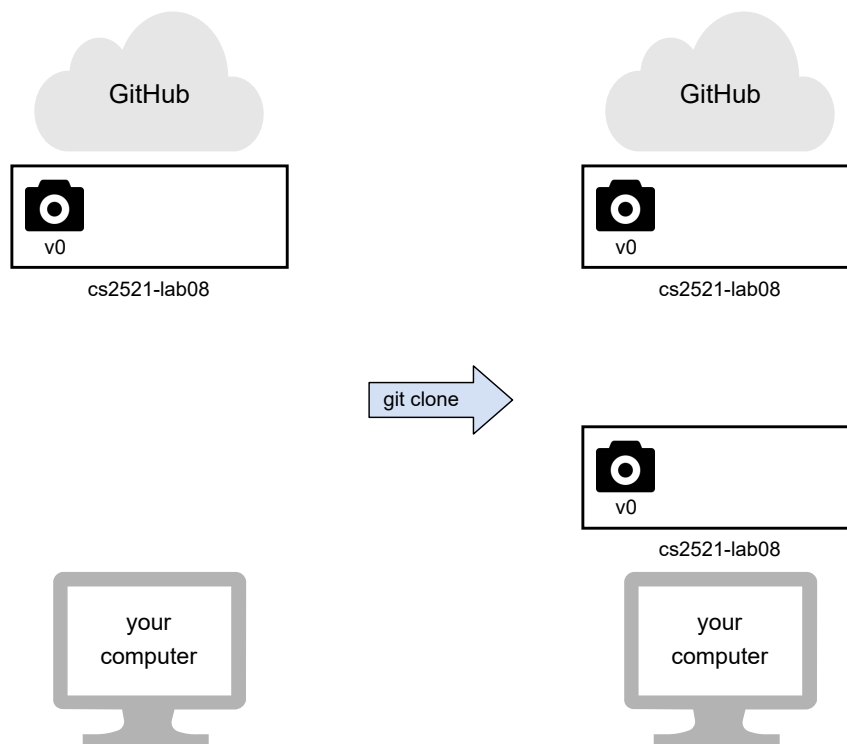 GitHub
v0
cs2521-lab08
your
computer
git clone
GitHub
v0
cs2521-lab08
v0
cs2521-lab08
your
computer